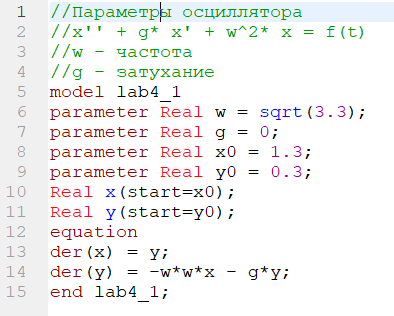 1 //Параметры осциллятора
2 //x'' + g* x' + w^2* x = f(t)
3 //w - частота
4 //g - затухание
5 model lab4_1
6 parameter Real w = sqrt(3.3);
7 parameter Real g = 0;
8 parameter Real x0 = 1.3;
9 parameter Real y0 = 0.3;
10 Real x(start=x0);
11 Real y(start=y0);
12 equation
13 der(x) = y;
14 der(y) = -w*w*x - g*y;
15 end lab4_1;